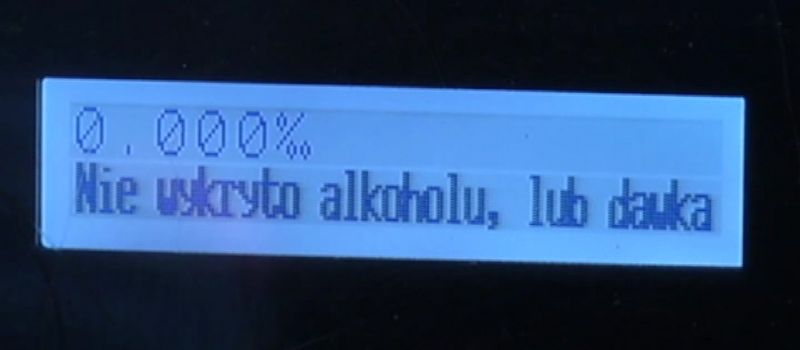 0.000‰
Nie wykryto alkoholu, lub dawka